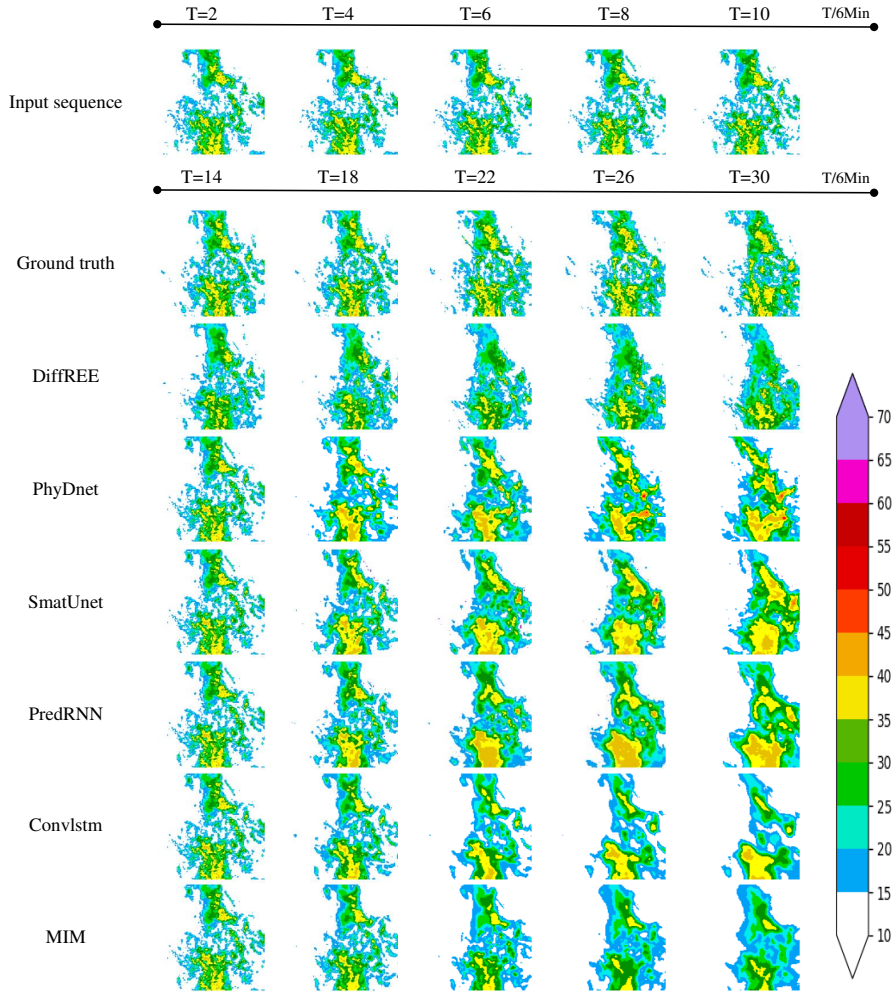 T=2 T=4 T=6 T=8 T=10 T/6Min
Input sequence
T=14 T=18 T=22 T=26 T=30 T/6Min
Ground truth
DiffREE
PhyDnet
SmatUnet
PredRNN
Convlstm
MIM
70
65
60
55
50
45
40
35
30
25
20
15
10